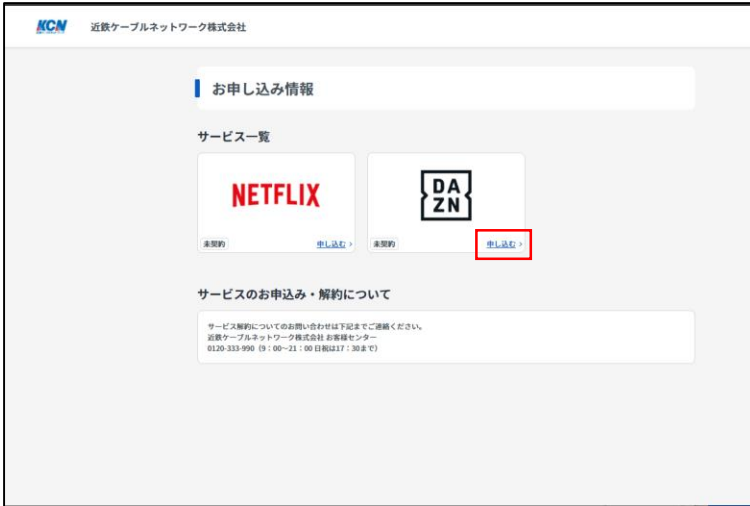 KCN 近鉄ケーブルネットワーク株式会社
お申し込み情報
サービス一覧
NETFLIX
DA
ZN
未契約 申し込む › 未契約 申し込む ›
サービスのお申込み・解約について
サービス解約についてのお問い合わせは下記までご連絡ください。
近鉄ケーブルネットワーク株式会社 お客様センター
0120-333-990（9：00～21：00 日祝は17：30まで）